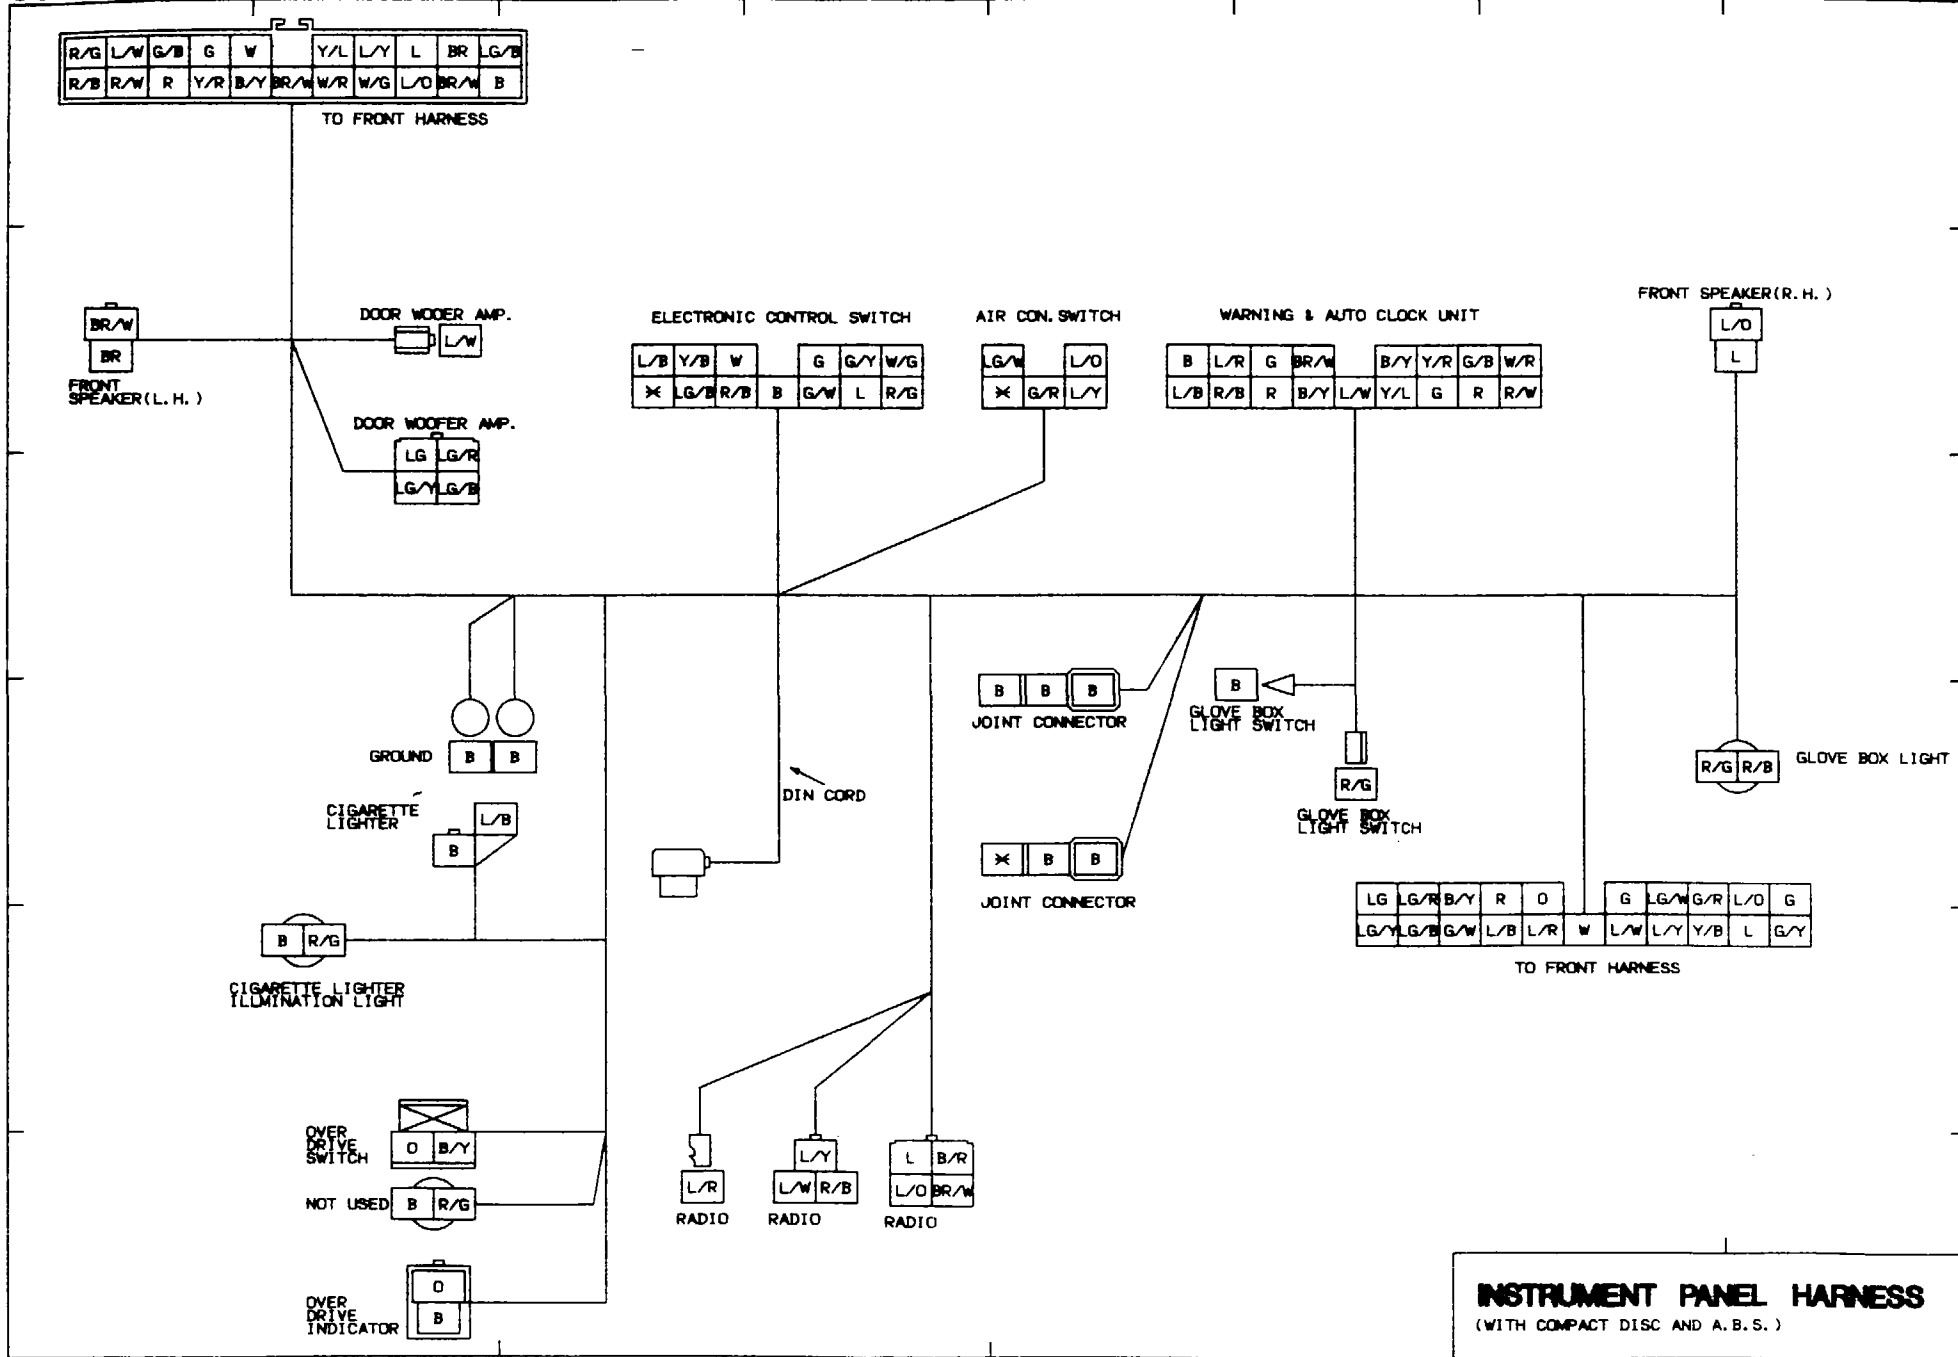 R/G L/W G/B G W Y/L L/Y L BR LG/B
R/B R/W R Y/R B/Y BR/W W/R W/G L/O BR/W B
TO FRONT HARNESS
BR/W
BR
FRONT
SPEAKER(L.H.)
DOOR WOOER AMP.
L/W
DOOR WOOFER AMP.
LG LG/R
LG/Y LG/B
ELECTRONIC CONTROL SWITCH
L/B Y/B W G G/Y W/G
✕ LG/B R/B B G/W L R/G
AIR CON. SWITCH
LG/W L/O
✕ G/R L/Y
WARNING & AUTO CLOCK UNIT
B L/R G BR/W B/Y Y/R G/B W/R
L/B R/B R B/Y L/W Y/L G R R/W
FRONT SPEAKER(R.H.)
L/O
L
GROUND B B
CIGARETTE
LIGHTER
L/B
B
B R/G
CIGARETTE LIGHTER
ILLMINATION LIGHT
DIN CORD
B B B
JOINT CONNECTOR
✕ B B
JOINT CONNECTOR
B
GLOVE BOX
LIGHT SWITCH
R/G
GLOVE BOX
LIGHT SWITCH
R/G R/B GLOVE BOX LIGHT
LG LG/R B/Y R O G LG/W G/R L/O G
LG/Y LG/B G/W L/B L/R W L/W L/Y Y/B L G/Y
TO FRONT HARNESS
OVER
DRIVE
SWITCH
O B/Y
NOT USED B R/G
O
B
OVER
DRIVE
INDICATOR
L/R
RADIO
L/Y
L/W R/B
RADIO
L B/R
L/O BR/W
RADIO
INSTRUMENT PANEL HARNESS
(WITH COMPACT DISC AND A.B.S.)